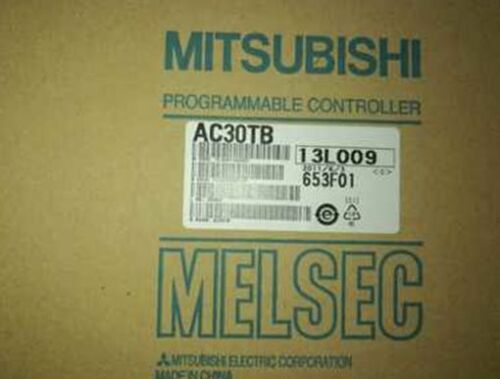 MITSUBISHI
PROGRAMMABLE CONTROLLER
AC30TB
13L009
653F01
MELSEC
MITSUBISHI ELECTRIC CORPORATION
MADE IN CHINA